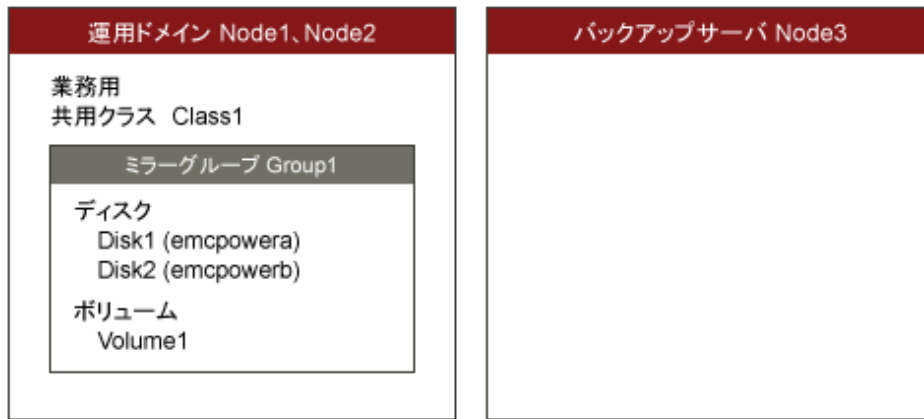 運用ドメイン Node1、Node2
業務用
共用クラス Class1
ミラーグループ Group1
ディスク
Disk1 (emcpowera)
Disk2 (emcpowerb)
ボリューム
Volume1
バックアップサーバ Node3